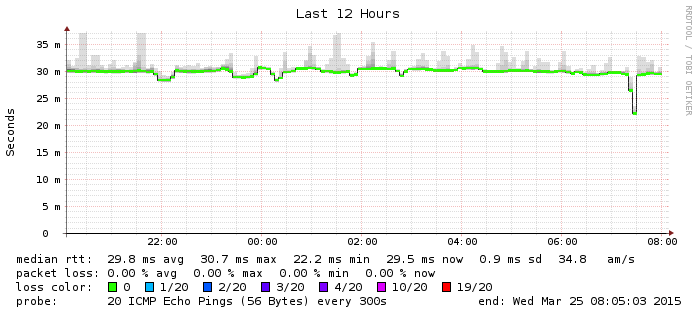 Last 12 Hours
RRDTOOL / TOBI OETIKER
Seconds
35 m
30 m
25 m
20 m
15 m
10 m
5 m
0
22:00 00:00 02:00 04:00 06:00 08:00
median rtt: 29.8 ms avg 30.7 ms max 22.2 ms min 29.5 ms now 0.9 ms sd 34.8 am/s
packet loss: 0.00 % avg 0.00 % max 0.00 % min 0.00 % now
loss color: 0 1/20 2/20 3/20 4/20 10/20 19/20
probe: 20 ICMP Echo Pings (56 Bytes) every 300s end: Wed Mar 25 08:05:03 2015